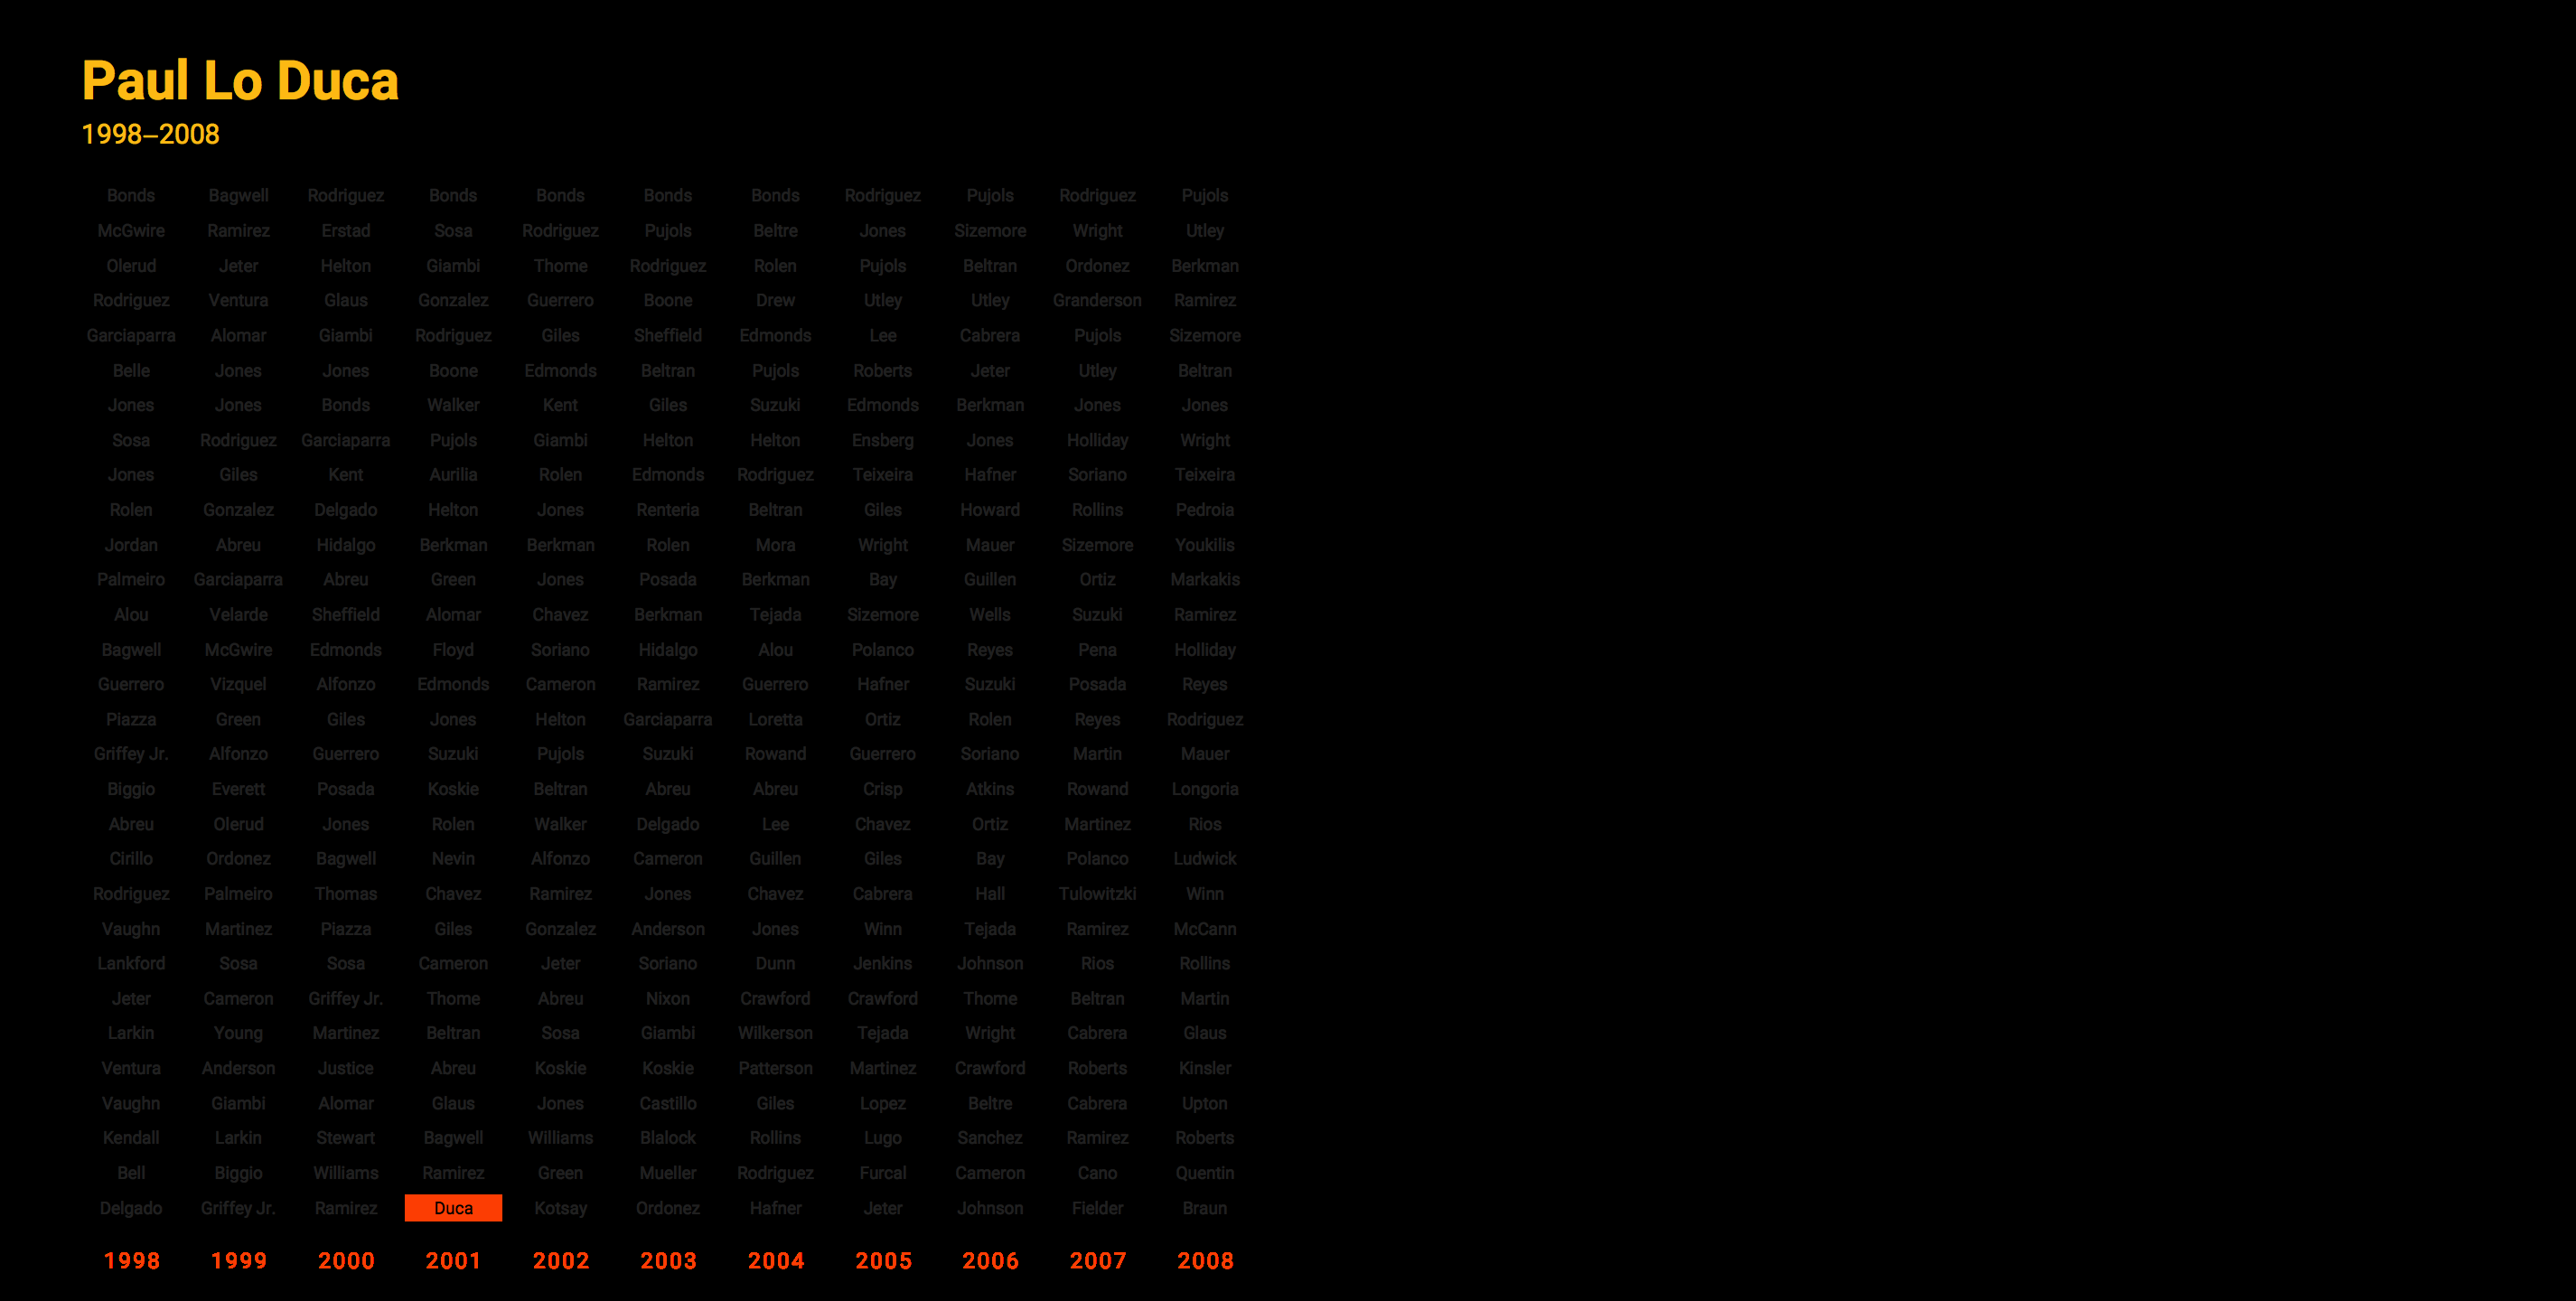 Paul Lo Duca
1998–2008
Bonds Bagwell Rodriguez Bonds Bonds Bonds Bonds Rodriguez Pujols Rodriguez Pujols
McGwire Ramirez Erstad Sosa Rodriguez Pujols Beltre Jones Sizemore Wright Utley
Olerud Jeter Helton Giambi Thome Rodriguez Rolen Pujols Beltran Ordonez Berkman
Rodriguez Ventura Glaus Gonzalez Guerrero Boone Drew Utley Utley Granderson Ramirez
Garciaparra Alomar Giambi Rodriguez Giles Sheffield Edmonds Lee Cabrera Pujols Sizemore
Belle Jones Jones Boone Edmonds Beltran Pujols Roberts Jeter Utley Beltran
Jones Jones Bonds Walker Kent Giles Suzuki Edmonds Berkman Jones Jones
Sosa Rodriguez Garciaparra Pujols Giambi Helton Helton Ensberg Jones Holliday Wright
Jones Giles Kent Aurilia Rolen Edmonds Rodriguez Teixeira Hafner Soriano Teixeira
Rolen Gonzalez Delgado Helton Jones Renteria Beltran Giles Howard Rollins Pedroia
Jordan Abreu Hidalgo Berkman Berkman Rolen Mora Wright Mauer Sizemore Youkilis
Palmeiro Garciaparra Abreu Green Jones Posada Berkman Bay Guillen Ortiz Markakis
Alou Velarde Sheffield Alomar Chavez Berkman Tejada Sizemore Wells Suzuki Ramirez
Bagwell McGwire Edmonds Floyd Soriano Hidalgo Alou Polanco Reyes Pena Holliday
Guerrero Vizquel Alfonzo Edmonds Cameron Ramirez Guerrero Hafner Suzuki Posada Reyes
Piazza Green Giles Jones Helton Garciaparra Loretta Ortiz Rolen Reyes Rodriguez
Griffey Jr. Alfonzo Guerrero Suzuki Pujols Suzuki Rowand Guerrero Soriano Martin Mauer
Biggio Everett Posada Koskie Beltran Abreu Abreu Crisp Atkins Rowand Longoria
Abreu Olerud Jones Rolen Walker Delgado Lee Chavez Ortiz Martinez Rios
Cirillo Ordonez Bagwell Nevin Alfonzo Cameron Guillen Giles Bay Polanco Ludwick
Rodriguez Palmeiro Thomas Chavez Ramirez Jones Chavez Cabrera Hall Tulowitzki Winn
Vaughn Martinez Piazza Giles Gonzalez Anderson Jones Winn Tejada Ramirez McCann
Lankford Sosa Sosa Cameron Jeter Soriano Dunn Jenkins Johnson Rios Rollins
Jeter Cameron Griffey Jr. Thome Abreu Nixon Crawford Crawford Thome Beltran Martin
Larkin Young Martinez Beltran Sosa Giambi Wilkerson Tejada Wright Cabrera Glaus
Ventura Anderson Justice Abreu Koskie Koskie Patterson Martinez Crawford Roberts Kinsler
Vaughn Giambi Alomar Glaus Jones Castillo Giles Lopez Beltre Cabrera Upton
Kendall Larkin Stewart Bagwell Williams Blalock Rollins Lugo Sanchez Ramirez Roberts
Bell Biggio Williams Ramirez Green Mueller Rodriguez Furcal Cameron Cano Quentin
Delgado Griffey Jr. Ramirez Duca Kotsay Ordonez Hafner Jeter Johnson Fielder Braun
1998 1999 2000 2001 2002 2003 2004 2005 2006 2007 2008